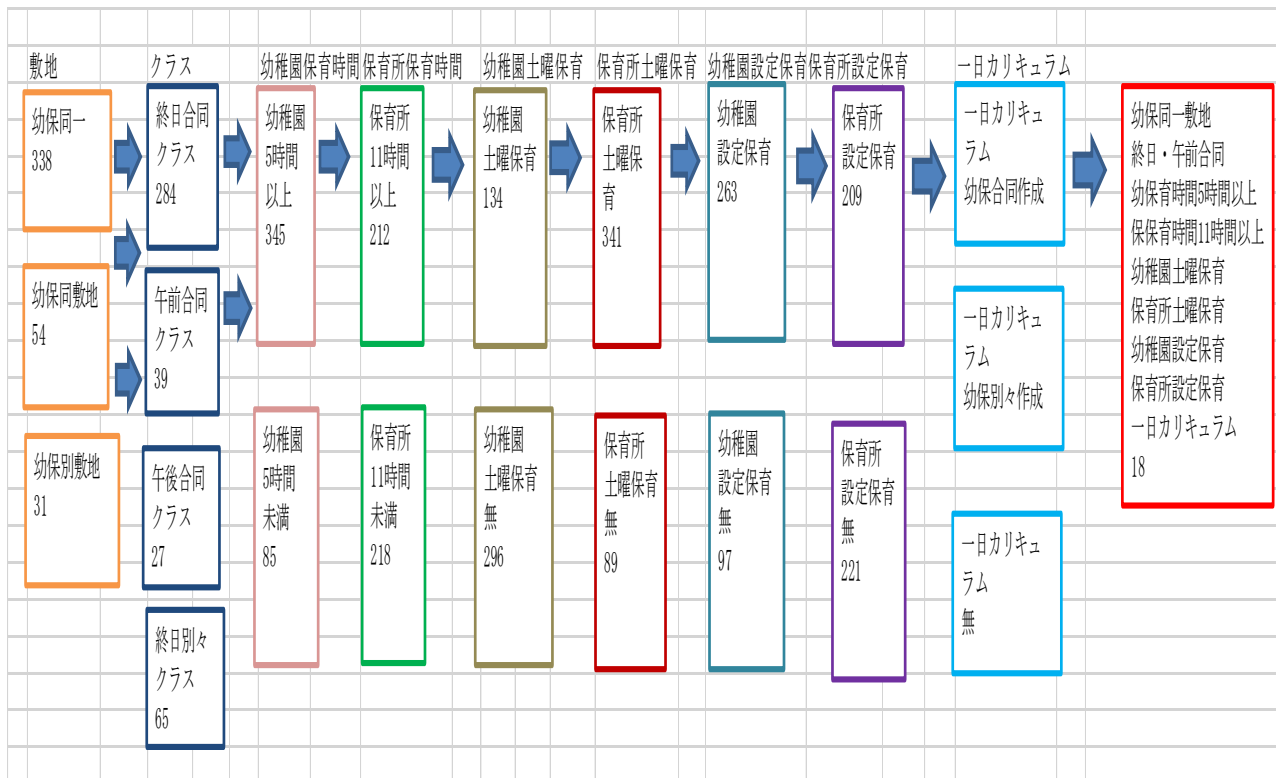 敷地
クラス
幼稚園保育時間
保育所保育時間
幼稚園土曜保育
保育所土曜保育
幼稚園設定保育
保育所設定保育
一日カリキュラム
幼保同一
338
幼保同敷地
54
幼保別敷地
31
終日合同
クラス
284
午前合同
クラス
39
午後合同
クラス
27
終日別々
クラス
65
幼稚園
5時間
以上
345
幼稚園
5時間
未満
85
保育所
11時間
以上
212
保育所
11時間
未満
218
幼稚園
土曜保育
134
幼稚園
土曜保育
無
296
保育所
土曜保
育
341
保育所
土曜保育
無
89
幼稚園
設定保育
263
幼稚園
設定保育
無
97
保育所
設定保育
209
保育所
設定保育
無
221
一日カリキュ
ラム
幼保合同作成
一日カリキュ
ラム
幼保別々作成
一日カリキュ
ラム
無
幼保同一敷地
終日・午前合同
幼保育時間5時間以上
保保育時間11時間以上
幼稚園土曜保育
保育所土曜保育
幼稚園設定保育
保育所設定保育
一日カリキュラム
18